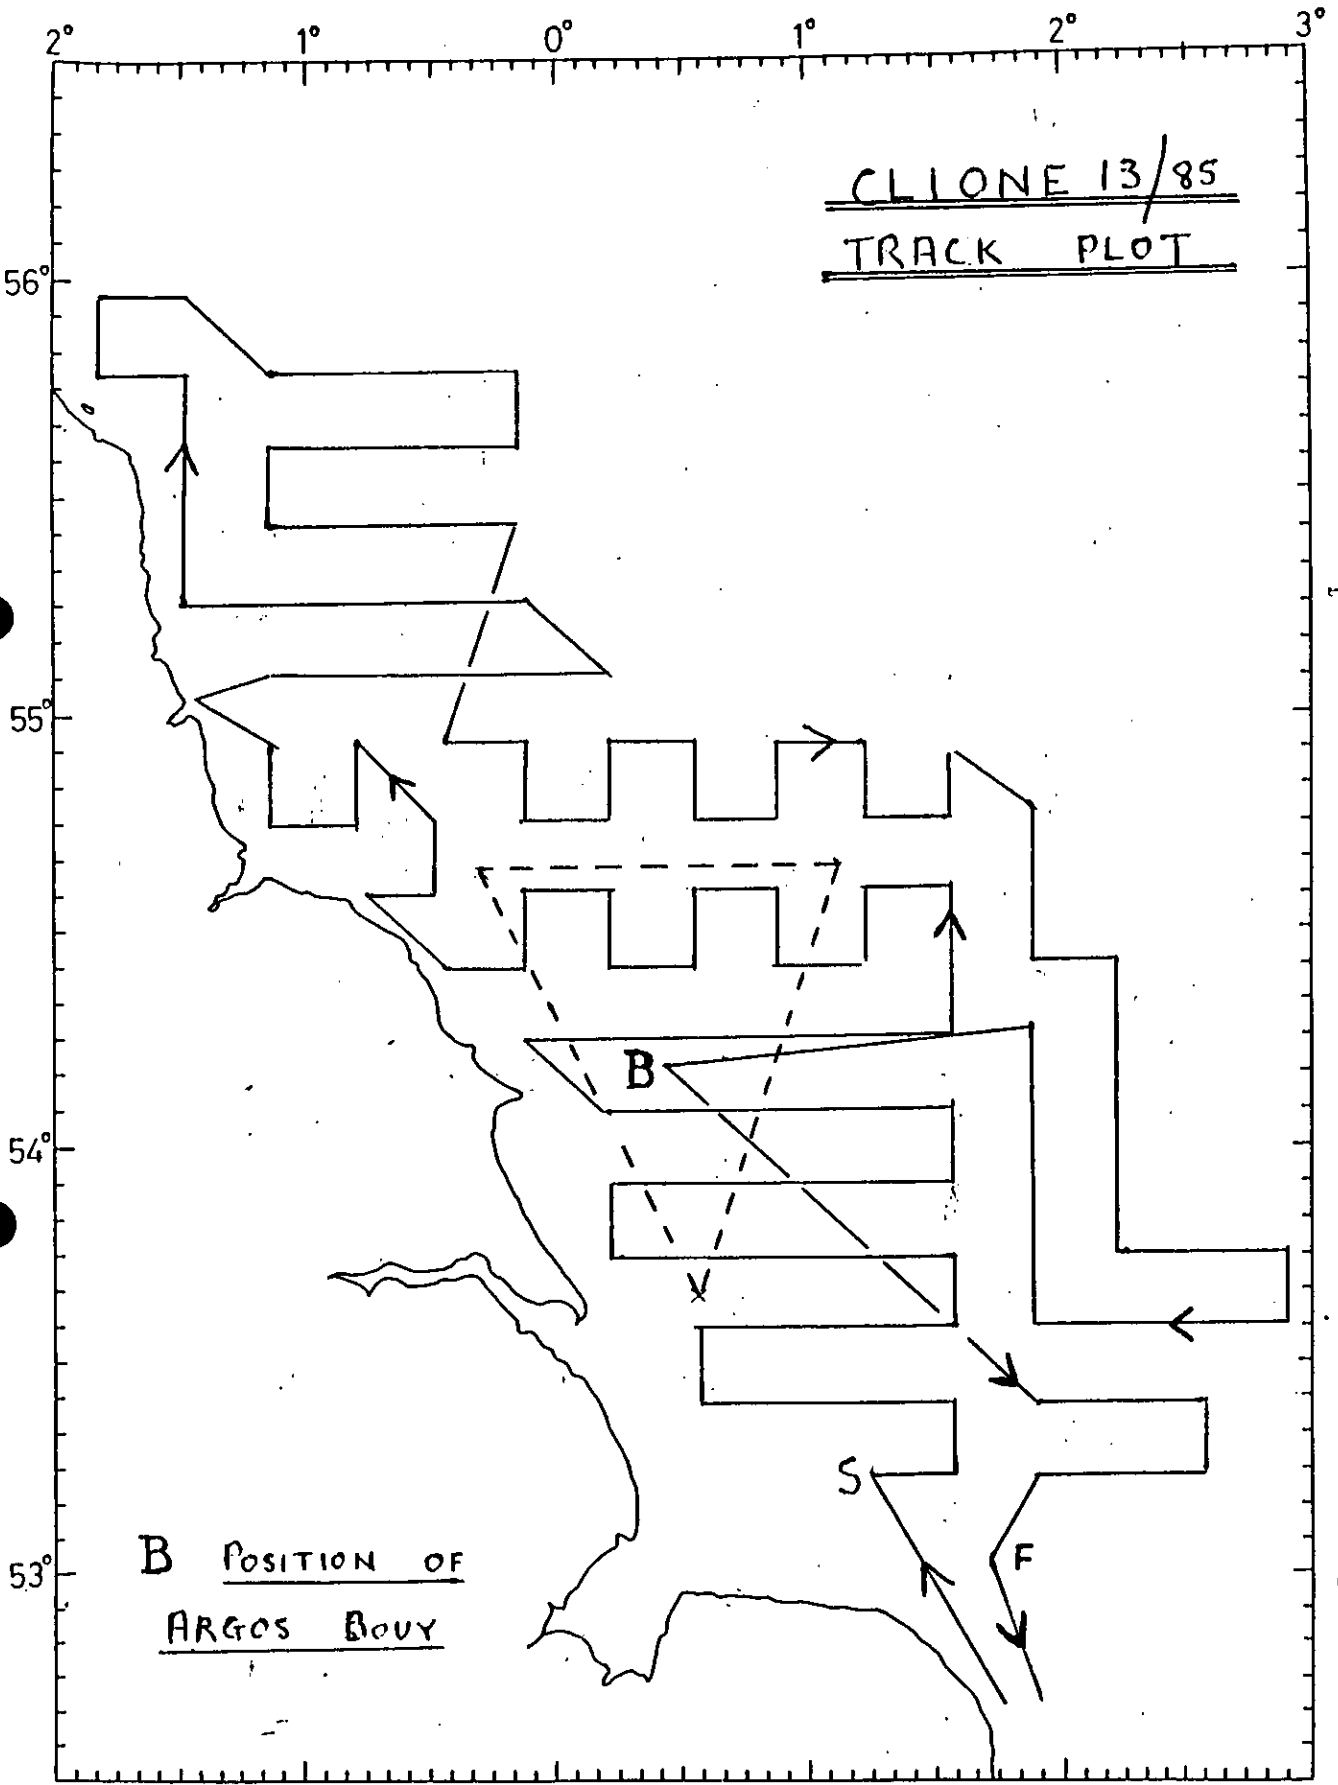 2° 1° 0° 1° 2° 3°
CLIONE 13/85
TRACK PLOT
56°
55°
B
54°
S
F
53°
B POSITION OF
ARGOS BOUY